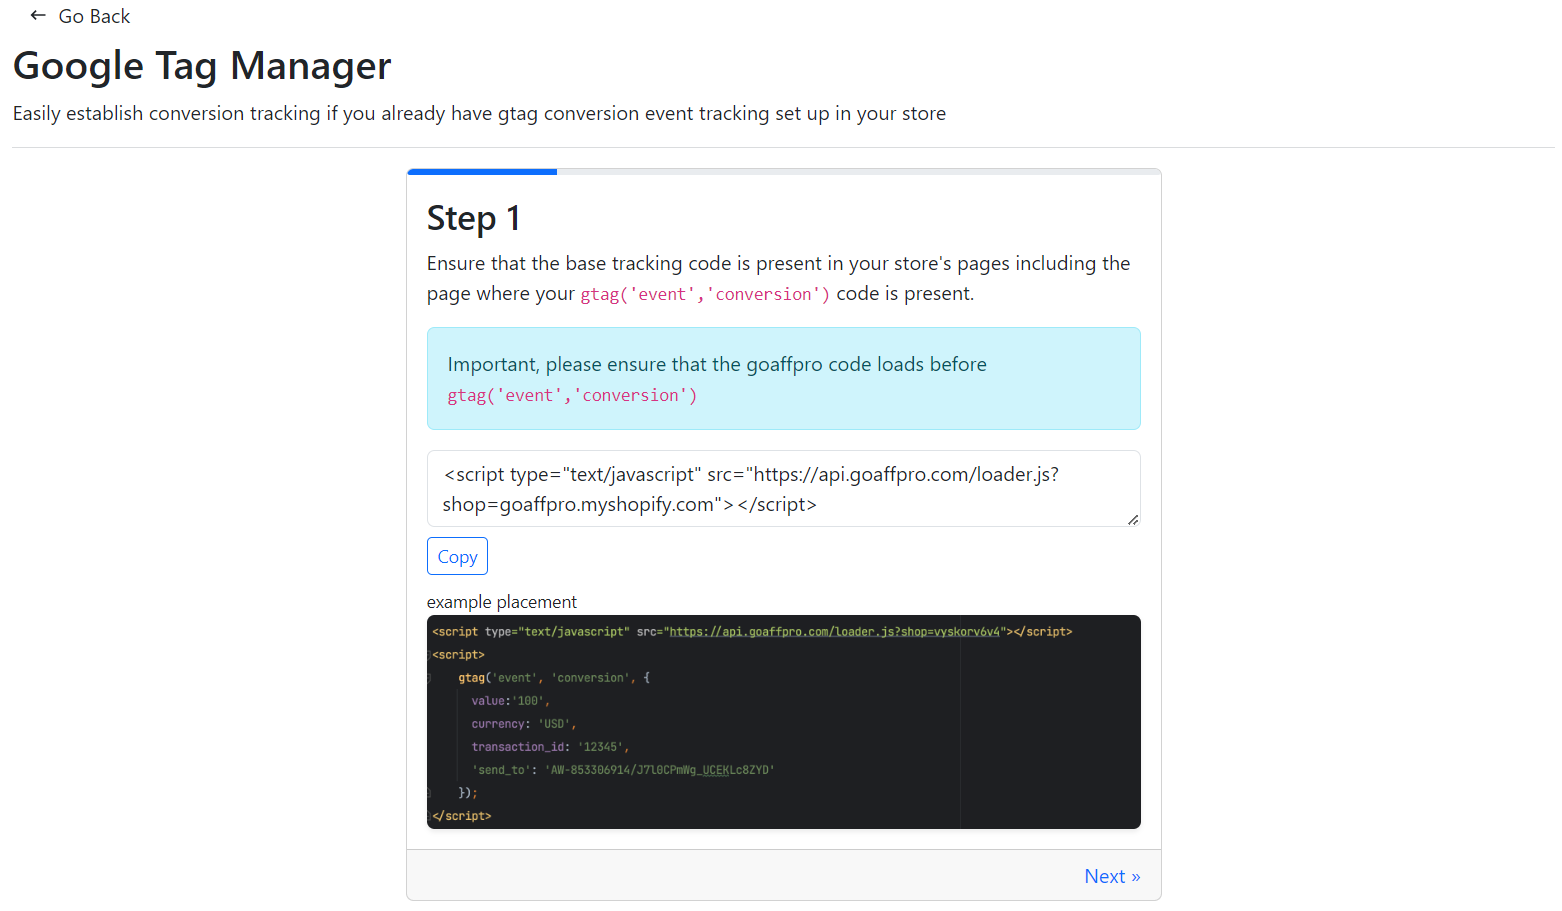 ← Go Back
Google Tag Manager
Easily establish conversion tracking if you already have gtag conversion event tracking set up in your store
Step 1
Ensure that the base tracking code is present in your store's pages including the
page where your gtag('event','conversion') code is present.
Important, please ensure that the goaffpro code loads before
gtag('event','conversion')
<script type="text/javascript" src="https://api.goaffpro.com/loader.js?
shop=goaffpro.myshopify.com"></script>
Copy
example placement
<script type="text/javascript" src="https://api.goaffpro.com/loader.js?shop=vyskorv6v4"></script>
<script>
gtag('event', 'conversion', {
value:'100',
currency: 'USD',
transaction_id: '12345',
'send_to': 'AW-853306914/J7l0CPmWg_UCEKLc8ZYD'
});
</script>
Next »